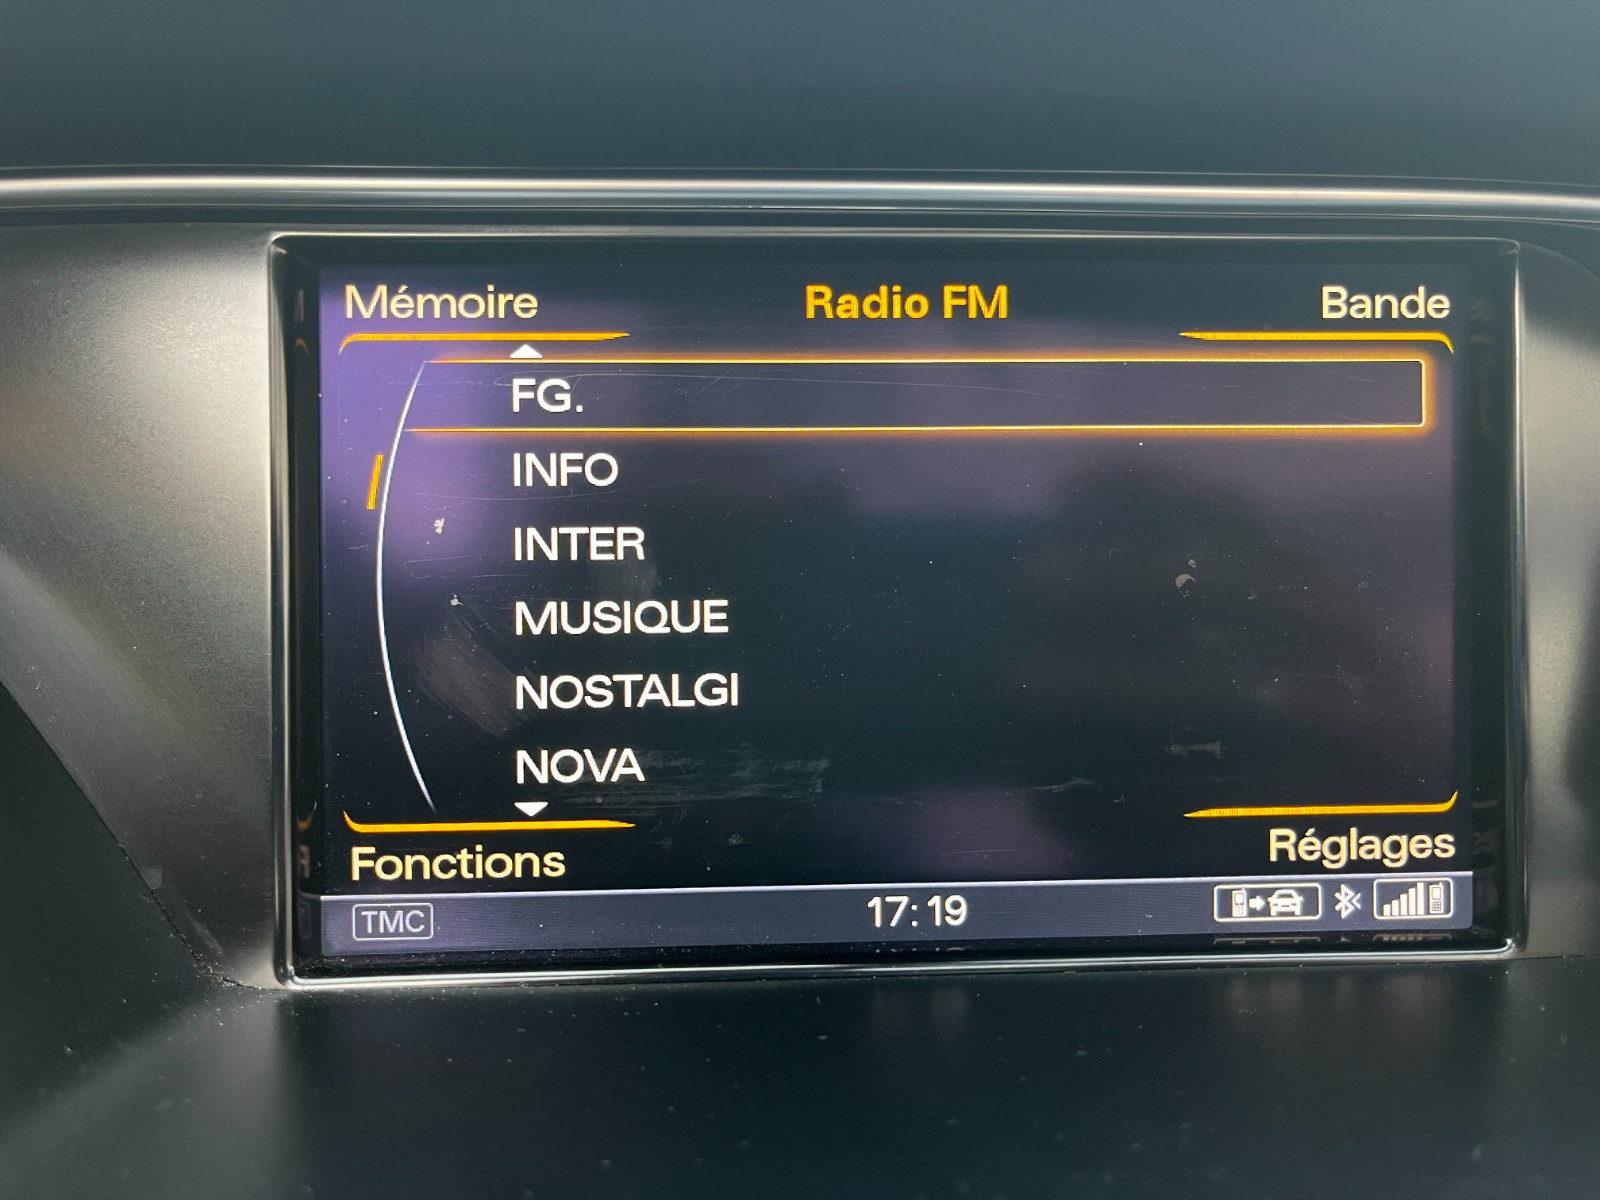 Mémoire Radio FM Bande
FG.
INFO
INTER
MUSIQUE
NOSTALGI
NOVA
Fonctions Réglages
TMC 17:19